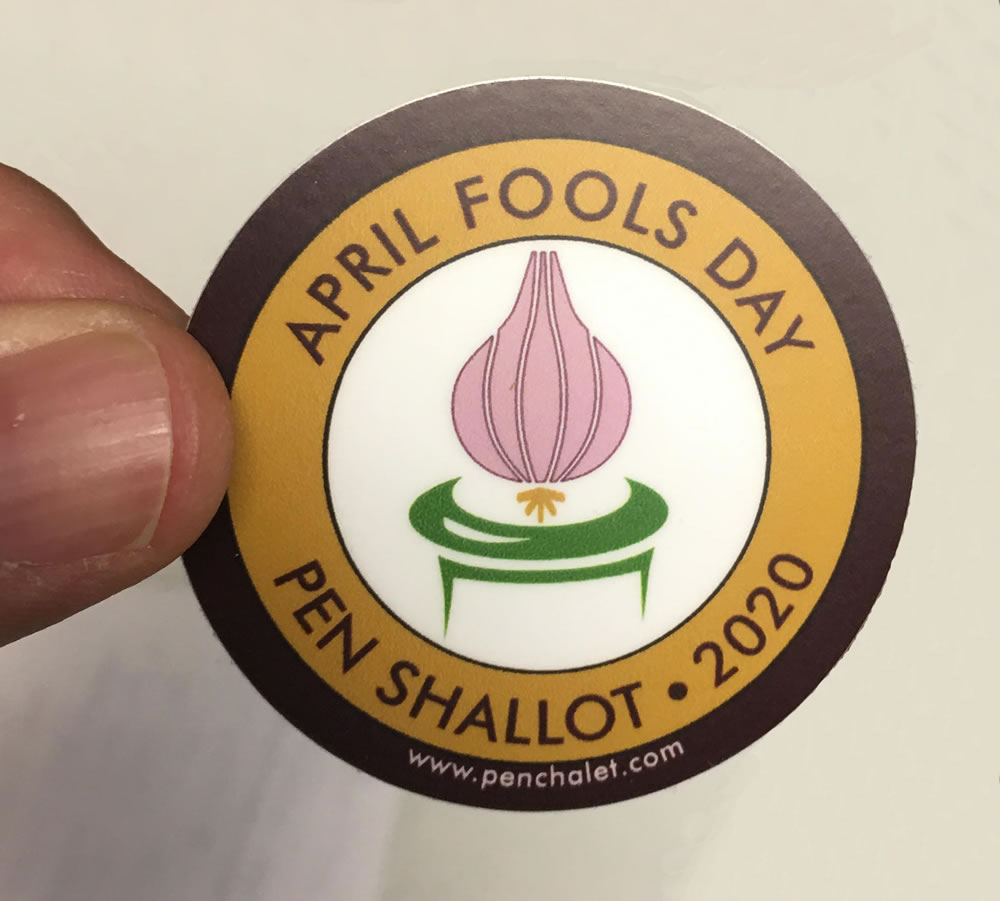 APRIL FOOLS DAY
PEN SHALLOT • 2020
www.penchalet.com